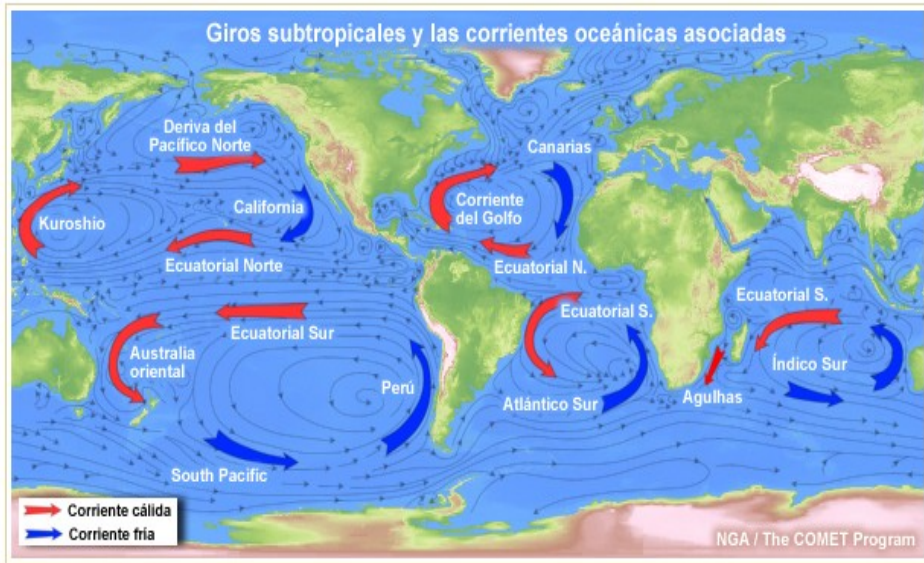 Giros subtropicales y las corrientes oceánicas asociadas
Deriva del
Pacífico Norte
Canarias
Kuroshio
California
Corriente
del Golfo
Ecuatorial Norte
Ecuatorial N.
Ecuatorial Sur
Ecuatorial S.
Ecuatorial S.
Australia
oriental
Perú
Índico Sur
Atlántico Sur
Agulhas
South Pacific
Corriente cálida
Corriente fría
NGA / The COMET Program